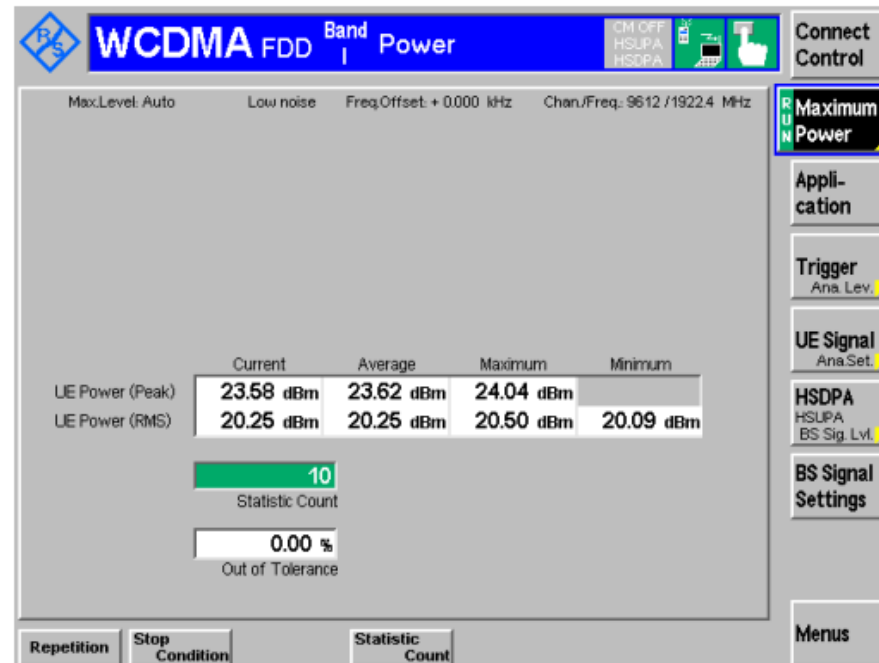 R/S
WCDMA FDD Band I Power
CM OFF
HSUPA
HSDPA
Connect Control
Max.Level: Auto Low noise Freq.Offset: + 0.000 kHz Chan./Freq.: 9612 / 1922.4 MHz
RUN
Maximum Power
Appli-
cation
Trigger
Ana. Lev.
UE Signal
Ana.Set.
Current Average Maximum Minimum
UE Power (Peak) 23.58 dBm 23.62 dBm 24.04 dBm
UE Power (RMS) 20.25 dBm 20.25 dBm 20.50 dBm 20.09 dBm
HSDPA
HSUPA
BS Sig. Lvl.
10
Statistic Count
BS Signal
Settings
0.00 %
Out of Tolerance
Repetition
Stop Condition
Statistic Count
Menus